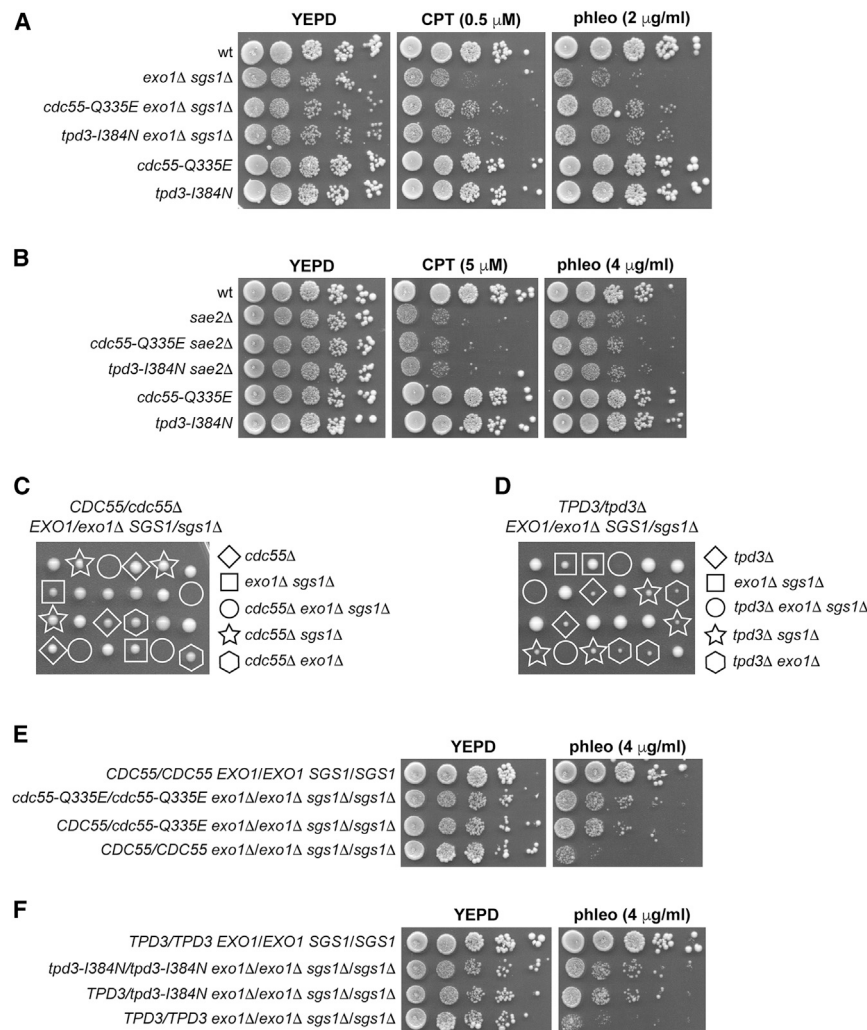 A
YEPD CPT (0.5 μM) phleo (2 μg/ml)
wt
exo1Δ sgs1Δ
cdc55-Q335E exo1Δ sgs1Δ
tpd3-I384N exo1Δ sgs1Δ
cdc55-Q335E
tpd3-I384N
B
YEPD CPT (5 μM) phleo (4 μg/ml)
wt
sae2Δ
cdc55-Q335E sae2Δ
tpd3-I384N sae2Δ
cdc55-Q335E
tpd3-I384N
C
CDC55/cdc55Δ
EXO1/exo1Δ SGS1/sgs1Δ
cdc55Δ
exo1Δ sgs1Δ
cdc55Δ exo1Δ sgs1Δ
cdc55Δ sgs1Δ
cdc55Δ exo1Δ
D
TPD3/tpd3Δ
EXO1/exo1Δ SGS1/sgs1Δ
tpd3Δ
exo1Δ sgs1Δ
tpd3Δ exo1Δ sgs1Δ
tpd3Δ sgs1Δ
tpd3Δ exo1Δ
E
YEPD phleo (4 μg/ml)
CDC55/CDC55 EXO1/EXO1 SGS1/SGS1
cdc55-Q335E/cdc55-Q335E exo1Δ/exo1Δ sgs1Δ/sgs1Δ
CDC55/cdc55-Q335E exo1Δ/exo1Δ sgs1Δ/sgs1Δ
CDC55/CDC55 exo1Δ/exo1Δ sgs1Δ/sgs1Δ
F
YEPD phleo (4 μg/ml)
TPD3/TPD3 EXO1/EXO1 SGS1/SGS1
tpd3-I384N/tpd3-I384N exo1Δ/exo1Δ sgs1Δ/sgs1Δ
TPD3/tpd3-I384N exo1Δ/exo1Δ sgs1Δ/sgs1Δ
TPD3/TPD3 exo1Δ/exo1Δ sgs1Δ/sgs1Δ